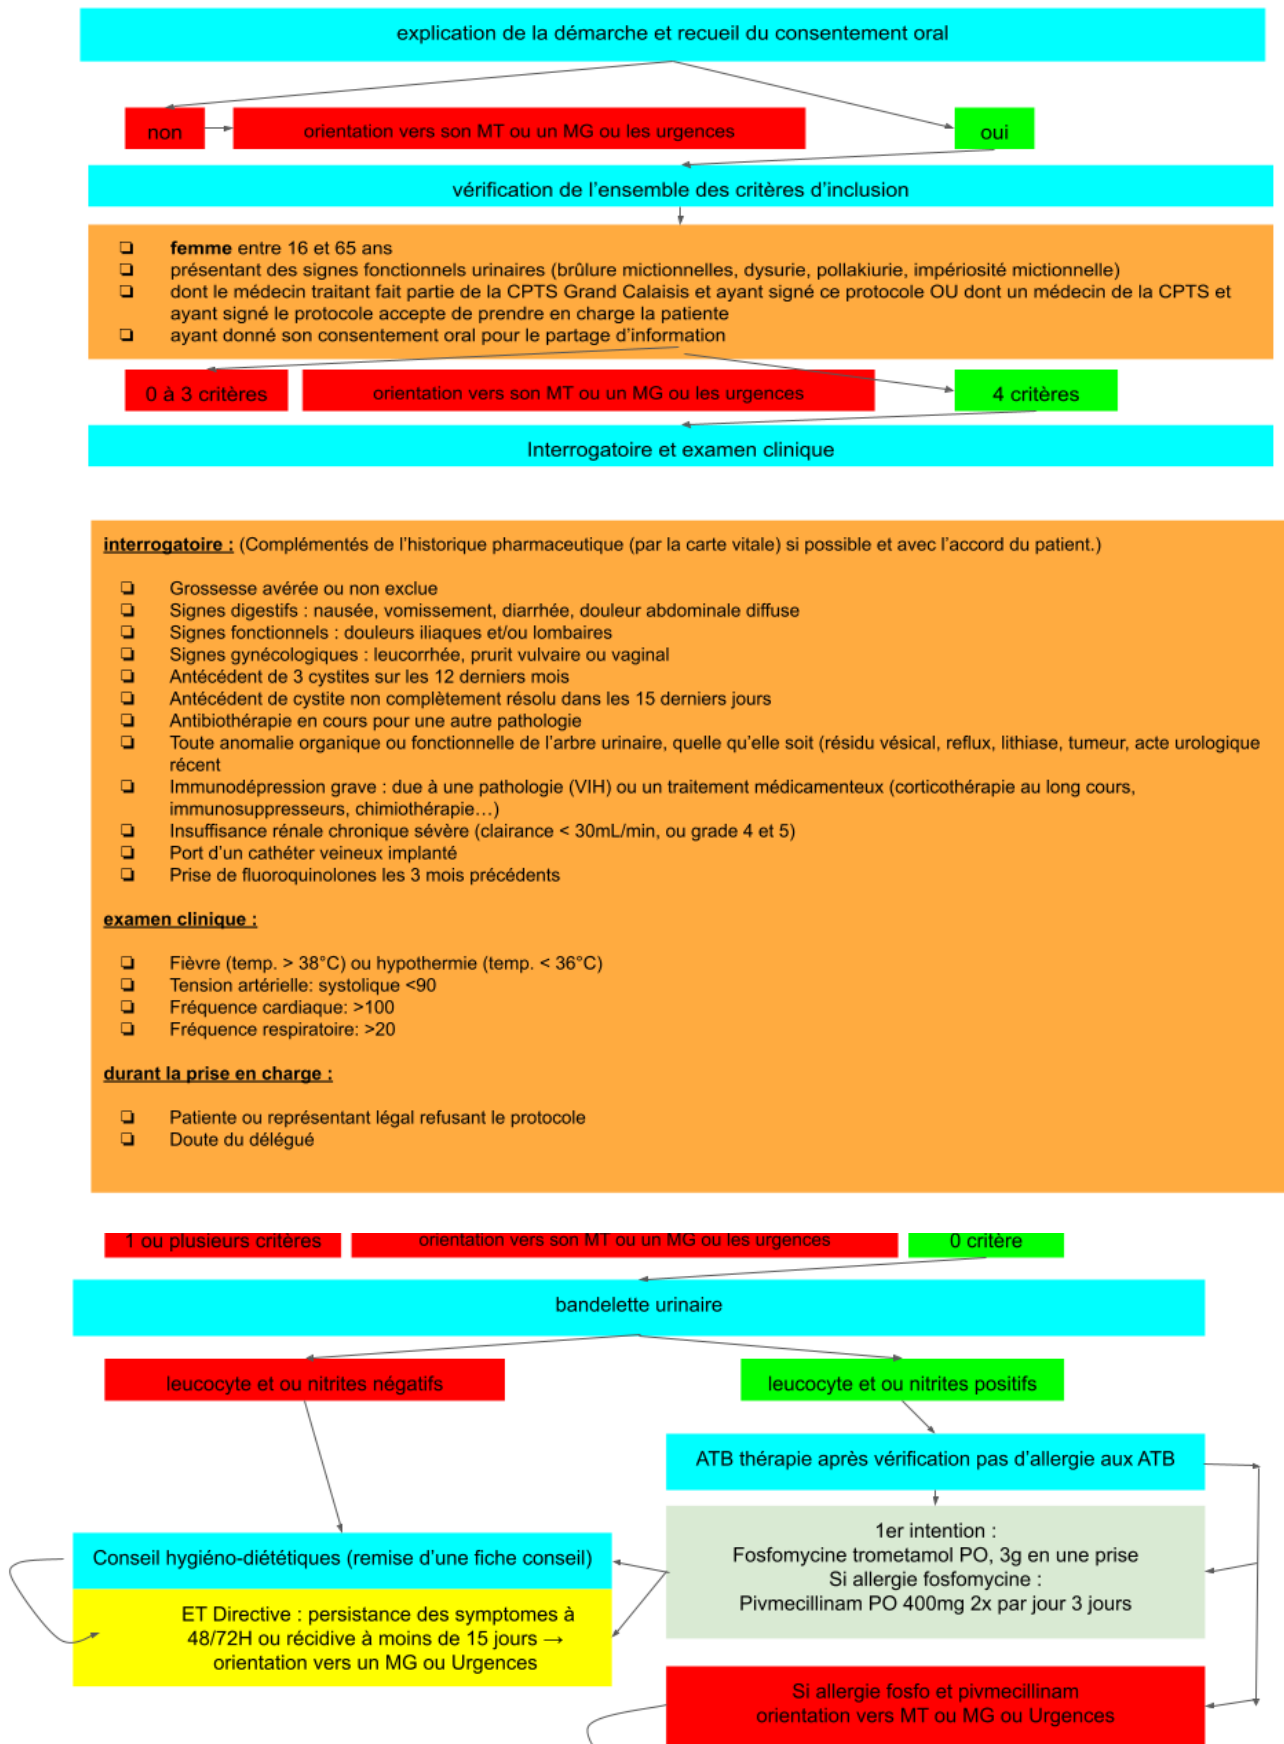 explication de la démarche et recueil du consentement oral
non
orientation vers son MT ou un MG ou les urgences
oui
vérification de l'ensemble des critères d'inclusion
❏ femme entre 16 et 65 ans
❏ présentant des signes fonctionnels urinaires (brûlure mictionnelles, dysurie, pollakiurie, impériosité mictionnelle)
❏ dont le médecin traitant fait partie de la CPTS Grand Calaisis et ayant signé ce protocole OU dont un médecin de la CPTS et
ayant signé le protocole accepte de prendre en charge la patiente
❏ ayant donné son consentement oral pour le partage d'information
0 à 3 critères
orientation vers son MT ou un MG ou les urgences
4 critères
Interrogatoire et examen clinique
interrogatoire : (Complémentés de l'historique pharmaceutique (par la carte vitale) si possible et avec l'accord du patient.)
❏ Grossesse avérée ou non exclue
❏ Signes digestifs : nausée, vomissement, diarrhée, douleur abdominale diffuse
❏ Signes fonctionnels : douleurs iliaques et/ou lombaires
❏ Signes gynécologiques : leucorrhée, prurit vulvaire ou vaginal
❏ Antécédent de 3 cystites sur les 12 derniers mois
❏ Antécédent de cystite non complètement résolu dans les 15 derniers jours
❏ Antibiothérapie en cours pour une autre pathologie
❏ Toute anomalie organique ou fonctionnelle de l'arbre urinaire, quelle qu'elle soit (résidu vésical, reflux, lithiase, tumeur, acte urologique
récent
❏ Immunodépression grave : due à une pathologie (VIH) ou un traitement médicamenteux (corticothérapie au long cours,
immunosuppresseurs, chimiothérapie…)
❏ Insuffisance rénale chronique sévère (clairance < 30mL/min, ou grade 4 et 5)
❏ Port d'un cathéter veineux implanté
❏ Prise de fluoroquinolones les 3 mois précédents
examen clinique :
❏ Fièvre (temp. > 38°C) ou hypothermie (temp. < 36°C)
❏ Tension artérielle: systolique <90
❏ Fréquence cardiaque: >100
❏ Fréquence respiratoire: >20
durant la prise en charge :
❏ Patiente ou représentant légal refusant le protocole
❏ Doute du délégué
1 ou plusieurs critères
orientation vers son MT ou un MG ou les urgences
0 critère
bandelette urinaire
leucocyte et ou nitrites négatifs
leucocyte et ou nitrites positifs
ATB thérapie après vérification pas d'allergie aux ATB
1er intention :
Fosfomycine trometamol PO, 3g en une prise
Si allergie fosfomycine :
Pivmecillinam PO 400mg 2x par jour 3 jours
Conseil hygiéno-diététiques (remise d'une fiche conseil)
ET Directive : persistance des symptomes à
48/72H ou récidive à moins de 15 jours →
orientation vers un MG ou Urgences
Si allergie fosfo et pivmecillinam
orientation vers MT ou MG ou Urgences